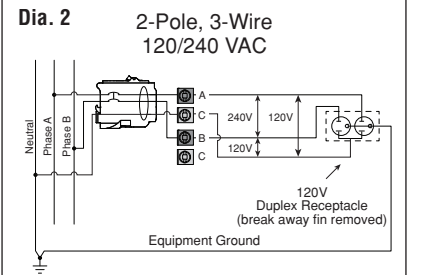 Dia. 2
2-Pole, 3-Wire
120/240 VAC
Neutral
Phase A
Phase B
A
C
B
C
240V
120V
120V
120V
Duplex Receptacle
(break away fin removed)
Equipment Ground